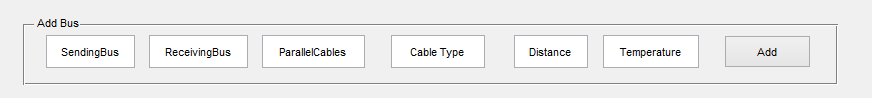 Add Bus
SendingBus ReceivingBus ParallelCables Cable Type Distance Temperature Add